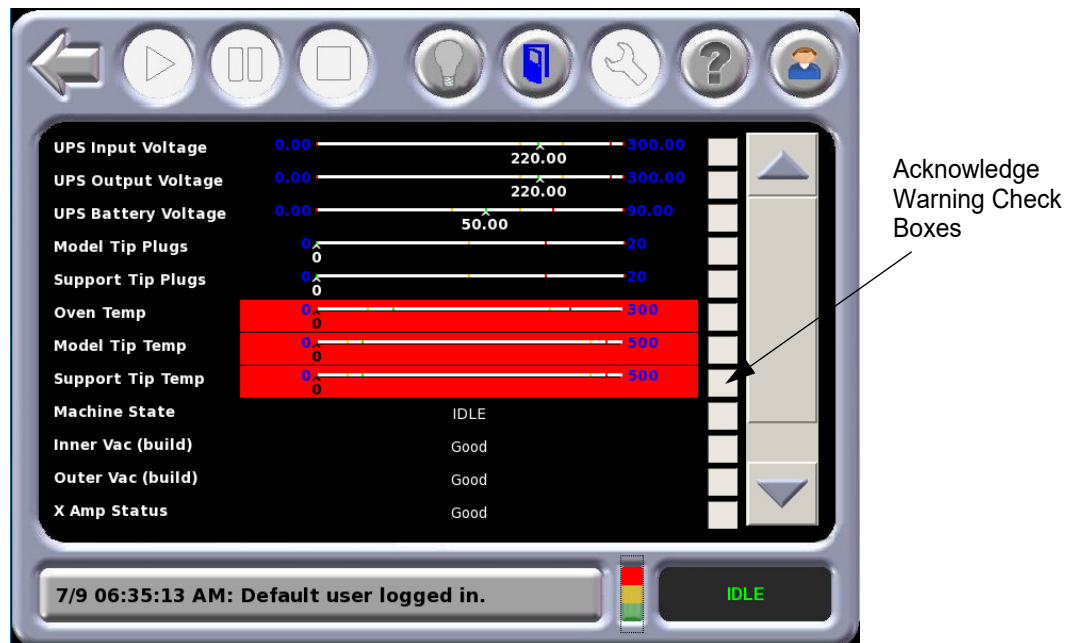 UPS Input Voltage 0.00 300.00
220.00
UPS Output Voltage 0.00 300.00
220.00
UPS Battery Voltage 0.00 90.00
50.00
Model Tip Plugs 0 20
0
Support Tip Plugs 0 20
0
Oven Temp 0 300
0
Model Tip Temp 0 500
0
Support Tip Temp 0 500
0
Machine State IDLE
Inner Vac (build) Good
Outer Vac (build) Good
X Amp Status Good
Acknowledge
Warning Check
Boxes
7/9 06:35:13 AM: Default user logged in.
IDLE